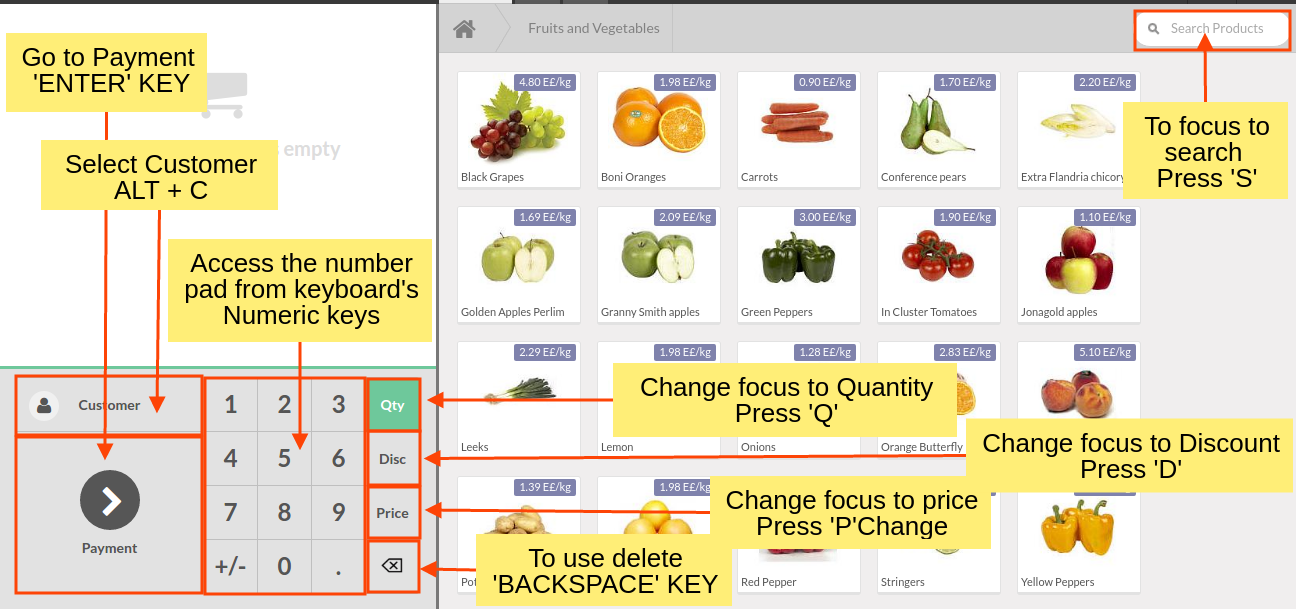 Fruits and Vegetables
Search Products
Go to Payment
'ENTER' KEY
empty
Select Customer
ALT + C
Access the number
pad from keyboard's
Numeric keys
To focus to
search
Press 'S'
4.80 E£/kg
Black Grapes
1.98 E£/kg
Boni Oranges
0.90 E£/kg
Carrots
1.70 E£/kg
Conference pears
2.20 E£/kg
Extra Flandria chicory
1.69 E£/kg
Golden Apples Perlim
2.09 E£/kg
Granny Smith apples
3.00 E£/kg
Green Peppers
1.90 E£/kg
In Cluster Tomatoes
1.10 E£/kg
Jonagold apples
2.29 E£/kg
Leeks
1.98 E£/kg
Lemon
1.28 E£/kg
Onions
2.83 E£/kg
Orange Butterfly
5.10 E£/kg
Change focus to Quantity
Press 'Q'
Change focus to Discount
Press 'D'
1.39 E£/kg
1.98 E£/kg
Change focus to price
Press 'P'Change
To use delete
'BACKSPACE' KEY
Red Pepper
Stringers
Yellow Peppers
Customer
Payment
1 2 3 Qty
4 5 6 Disc
7 8 9 Price
+/- 0 .